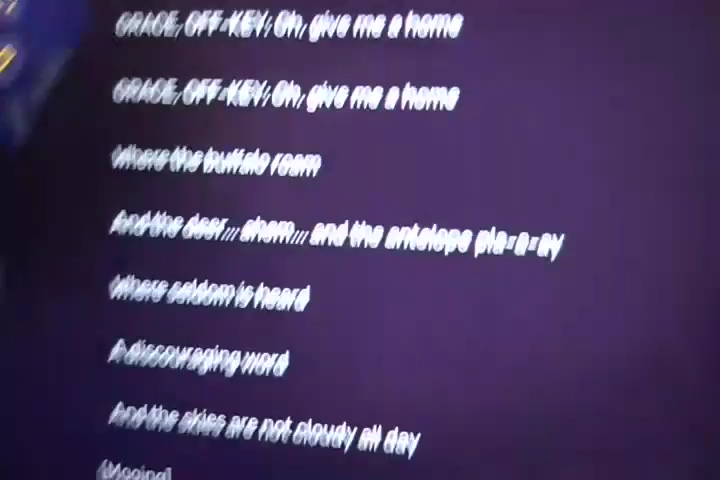 GRACE, OFF-KEY: Oh, give me a home
GRACE, OFF-KEY: Oh, give me a home
Where the buffalo roam
And the deer... ahem... and the antelope pla-a-ay
Where seldom is heard
A discouraging word
And the skies are not cloudy all day
[Mooing]